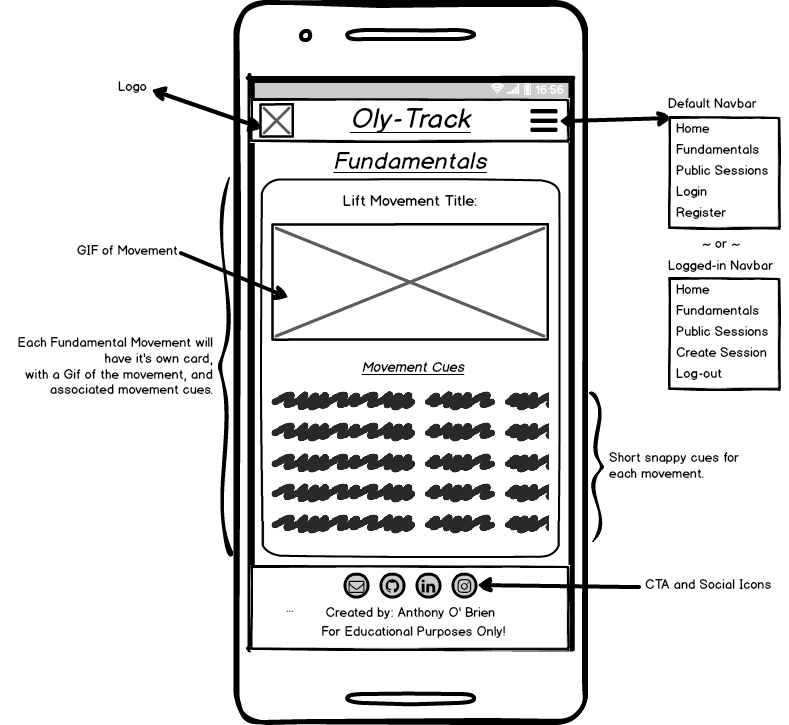 16:56
Logo
Oly-Track
Default Navbar
Home
Fundamentals
Public Sessions
Login
Register
~ or ~
Logged-in Navbar
Home
Fundamentals
Public Sessions
Create Session
Log-out
Fundamentals
Lift Movement Title:
GIF of Movement
Each Fundamental Movement will
have it's own card,
with a Gif of the movement, and
associated movement cues.
Movement Cues
Short snappy cues for
each movement.
CTA and Social Icons
in
...
Created by: Anthony O' Brien
For Educational Purposes Only!